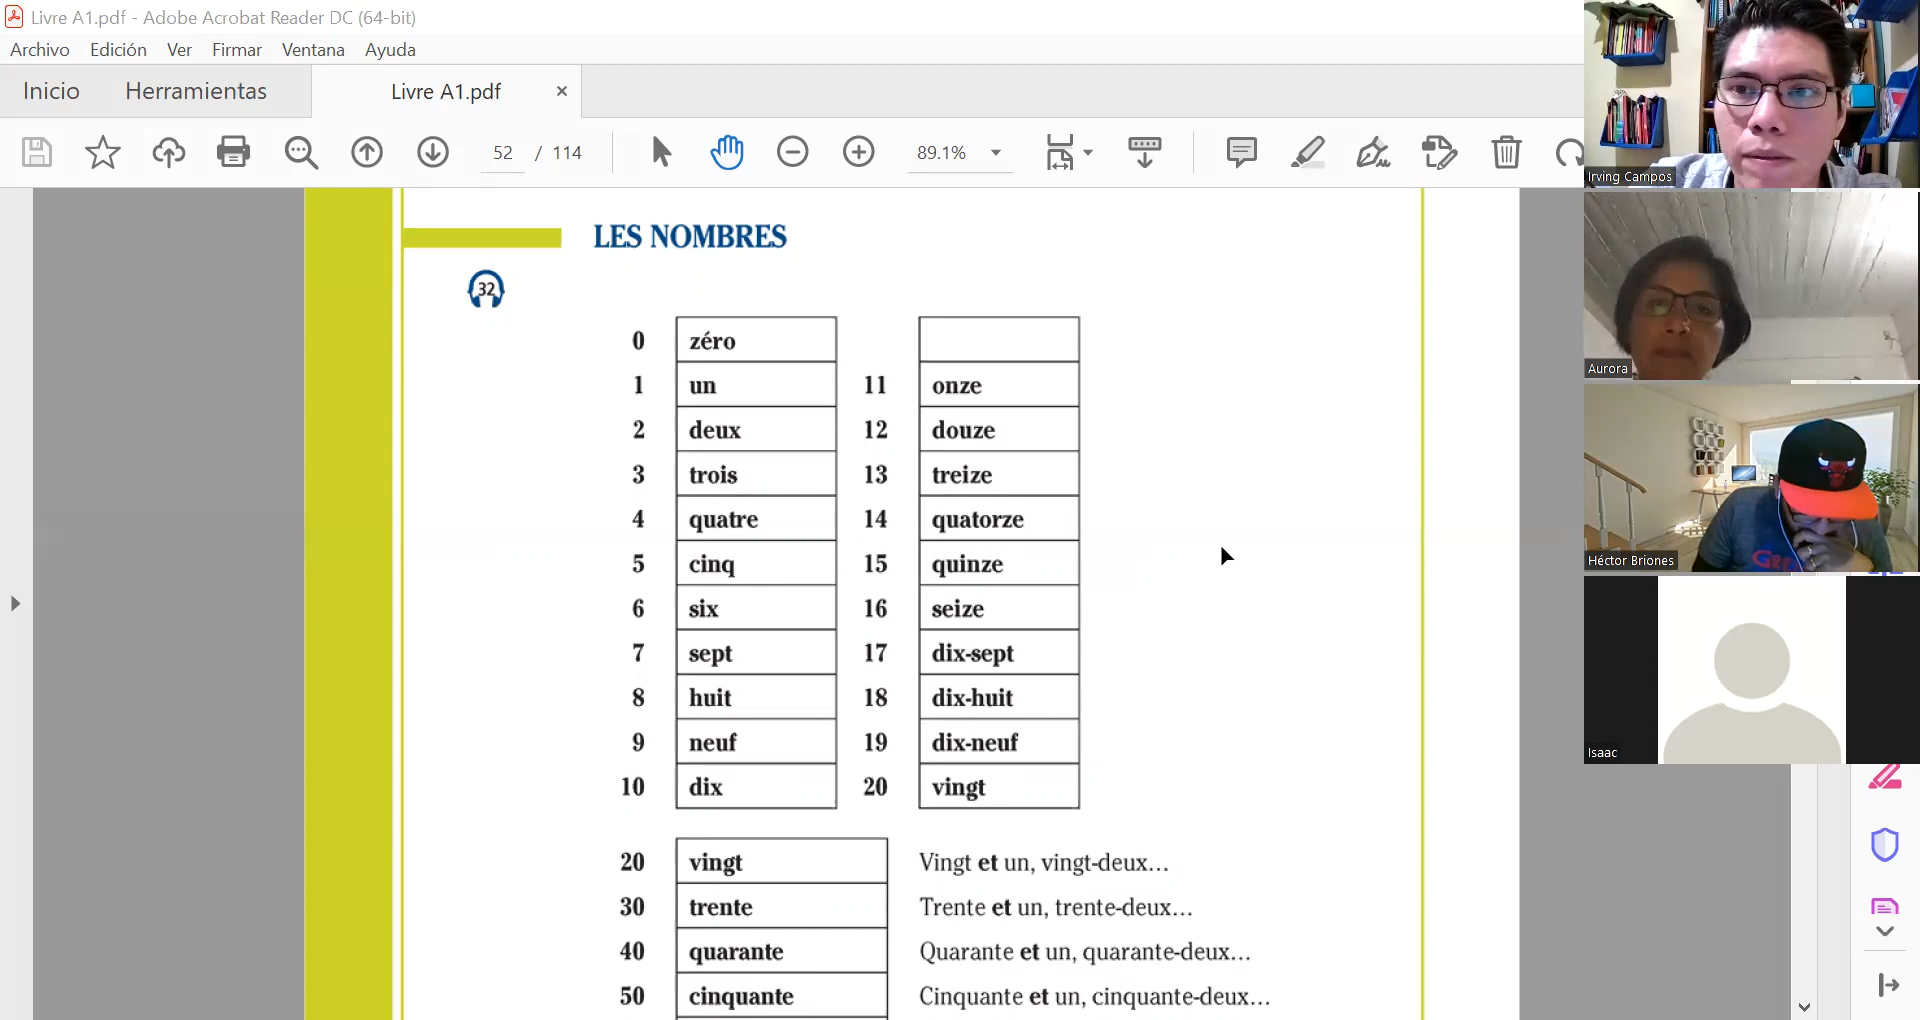 Livre A1.pdf - Adobe Acrobat Reader DC (64-bit)
Archivo Edición Ver Firmar Ventana Ayuda
Inicio Herramientas Livre A1.pdf ×
52 / 114 89.1%
LES NOMBRES
32
0 zéro
1 un 11 onze
2 deux 12 douze
3 trois 13 treize
4 quatre 14 quatorze
5 cinq 15 quinze
6 six 16 seize
7 sept 17 dix-sept
8 huit 18 dix-huit
9 neuf 19 dix-neuf
10 dix 20 vingt
20 vingt Vingt et un, vingt-deux...
30 trente Trente et un, trente-deux...
40 quarante Quarante et un, quarante-deux...
50 cinquante Cinquante et un, cinquante-deux...
Irving Campos
Aurora
Héctor Briones
Isaac